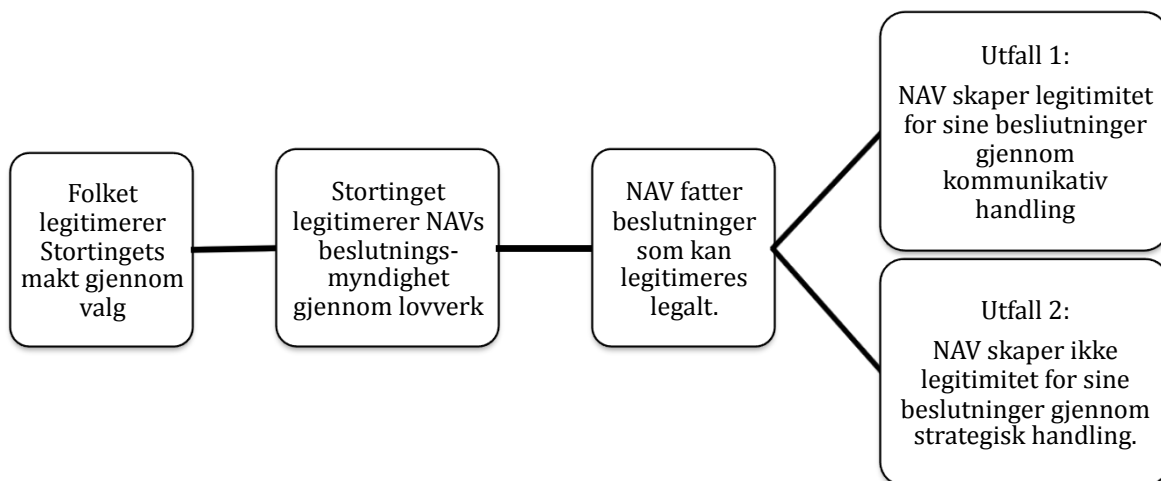 Folket
legitimerer
Stortingets
makt gjennom
valg
Stortinget
legitimerer NAVs
beslutnings-
myndighet
gjennom lovverk
NAV fatter
beslutninger
som kan
legitimeres
legalt.
Utfall 1:
NAV skaper legitimitet
for sine besliutninger
gjennom
kommunikativ
handling
Utfall 2:
NAV skaper ikke
legitimitet for sine
beslutninger gjennom
strategisk handling.